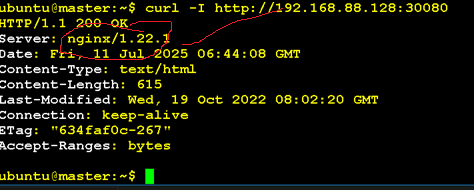 ubuntu@master:~$ curl -I http://192.168.88.128:30080
HTTP/1.1 200 OK
Server: nginx/1.22.1
Date: Fri, 11 Jul 2025 06:44:08 GMT
Content-Type: text/html
Content-Length: 615
Last-Modified: Wed, 19 Oct 2022 08:02:20 GMT
Connection: keep-alive
ETag: "634faf0c-267"
Accept-Ranges: bytes
ubuntu@master:~$